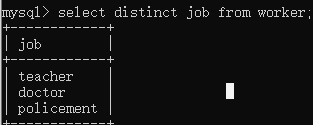 mysql> select distinct job from worker;
+------------+
| job        |
+------------+
| teacher    |
| doctor     |
| policement |
+------------+